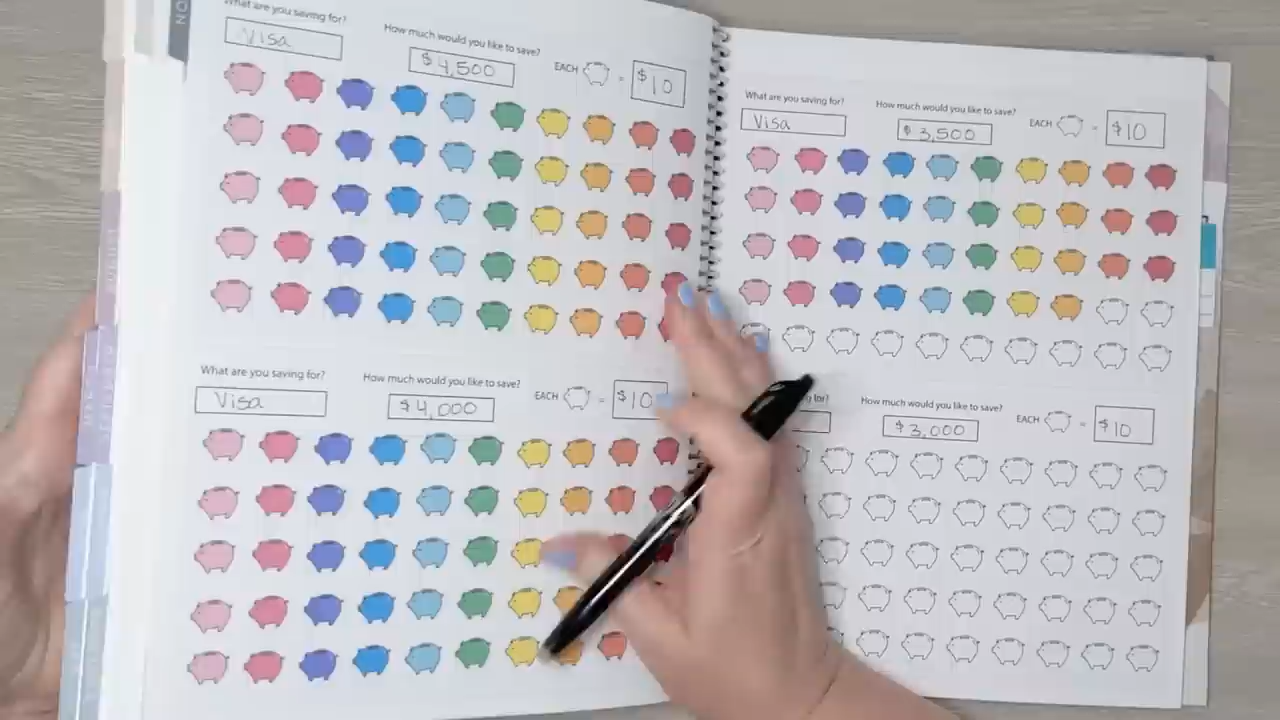 NO
What are you saving for?
How much would you like to save?
Visa
$4,500
EACH = $10
What are you saving for?
How much would you like to save?
Visa
$4,000
EACH = $10
What are you saving for?
How much would you like to save?
Visa
$3,500
EACH = $10
for?
How much would you like to save?
$3,000
EACH = $10